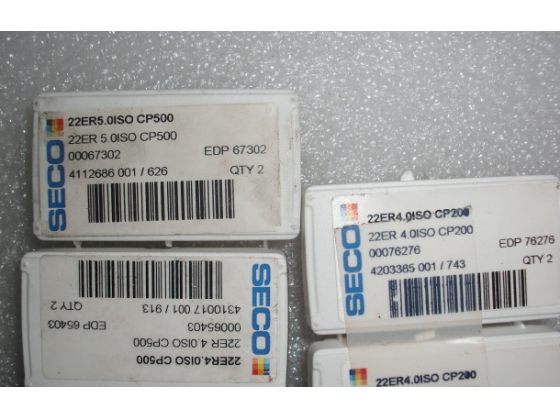 SECO
22ER5.0ISO CP500
22ER 5.0ISO CP500
00067302 EDP 67302
4112686 001 / 626 QTY 2
SECO
22ER4.0ISO CP200
22ER 4.0ISO CP200
00076276 EDP 76276
4203385 001 / 743 QTY 2
SECO
22ER4.0ISO CP500
22ER 4.0ISO CP500
00065403 EDP 65403
4310017 001 / 913 QTY 2
22ER4.0ISO CP200